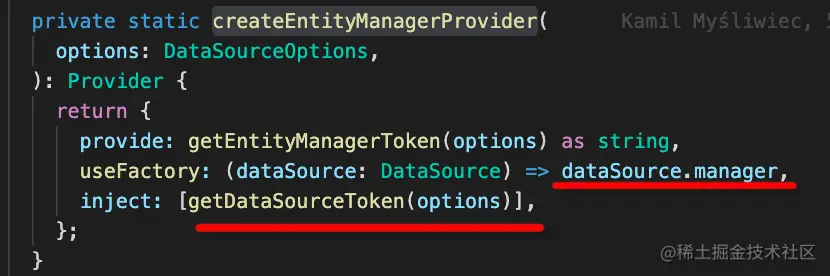 private static createEntityManagerProvider( Kamil Myśliwiec,
options: DataSourceOptions,
): Provider {
return {
provide: getEntityManagerToken(options) as string,
useFactory: (dataSource: DataSource) => dataSource.manager,
inject: [getDataSourceToken(options)],
};
}
@稀土掘金技术社区